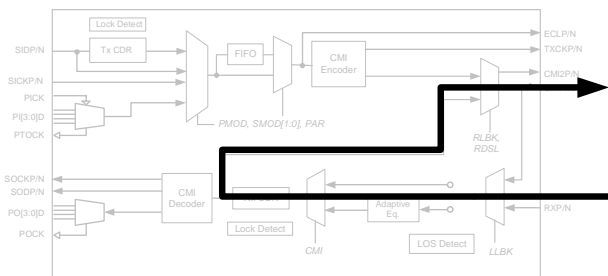 Lock Detect
SIDP/N
Tx CDR
ECLP/N
TXCKP/N
FIFO
CMI
Encoder
CMI2P/N
SICKP/N
PICK
PI[3:0]D
PTOCK
PMOD, SMOD[1:0], PAR
RLBK,
RDSL
SOCKP/N
SODP/N
CMI
Decoder
PO[3:0]D
Adaptive
Eq.
RXP/N
POCK
Lock Detect
CMI
LOS Detect
LLBK